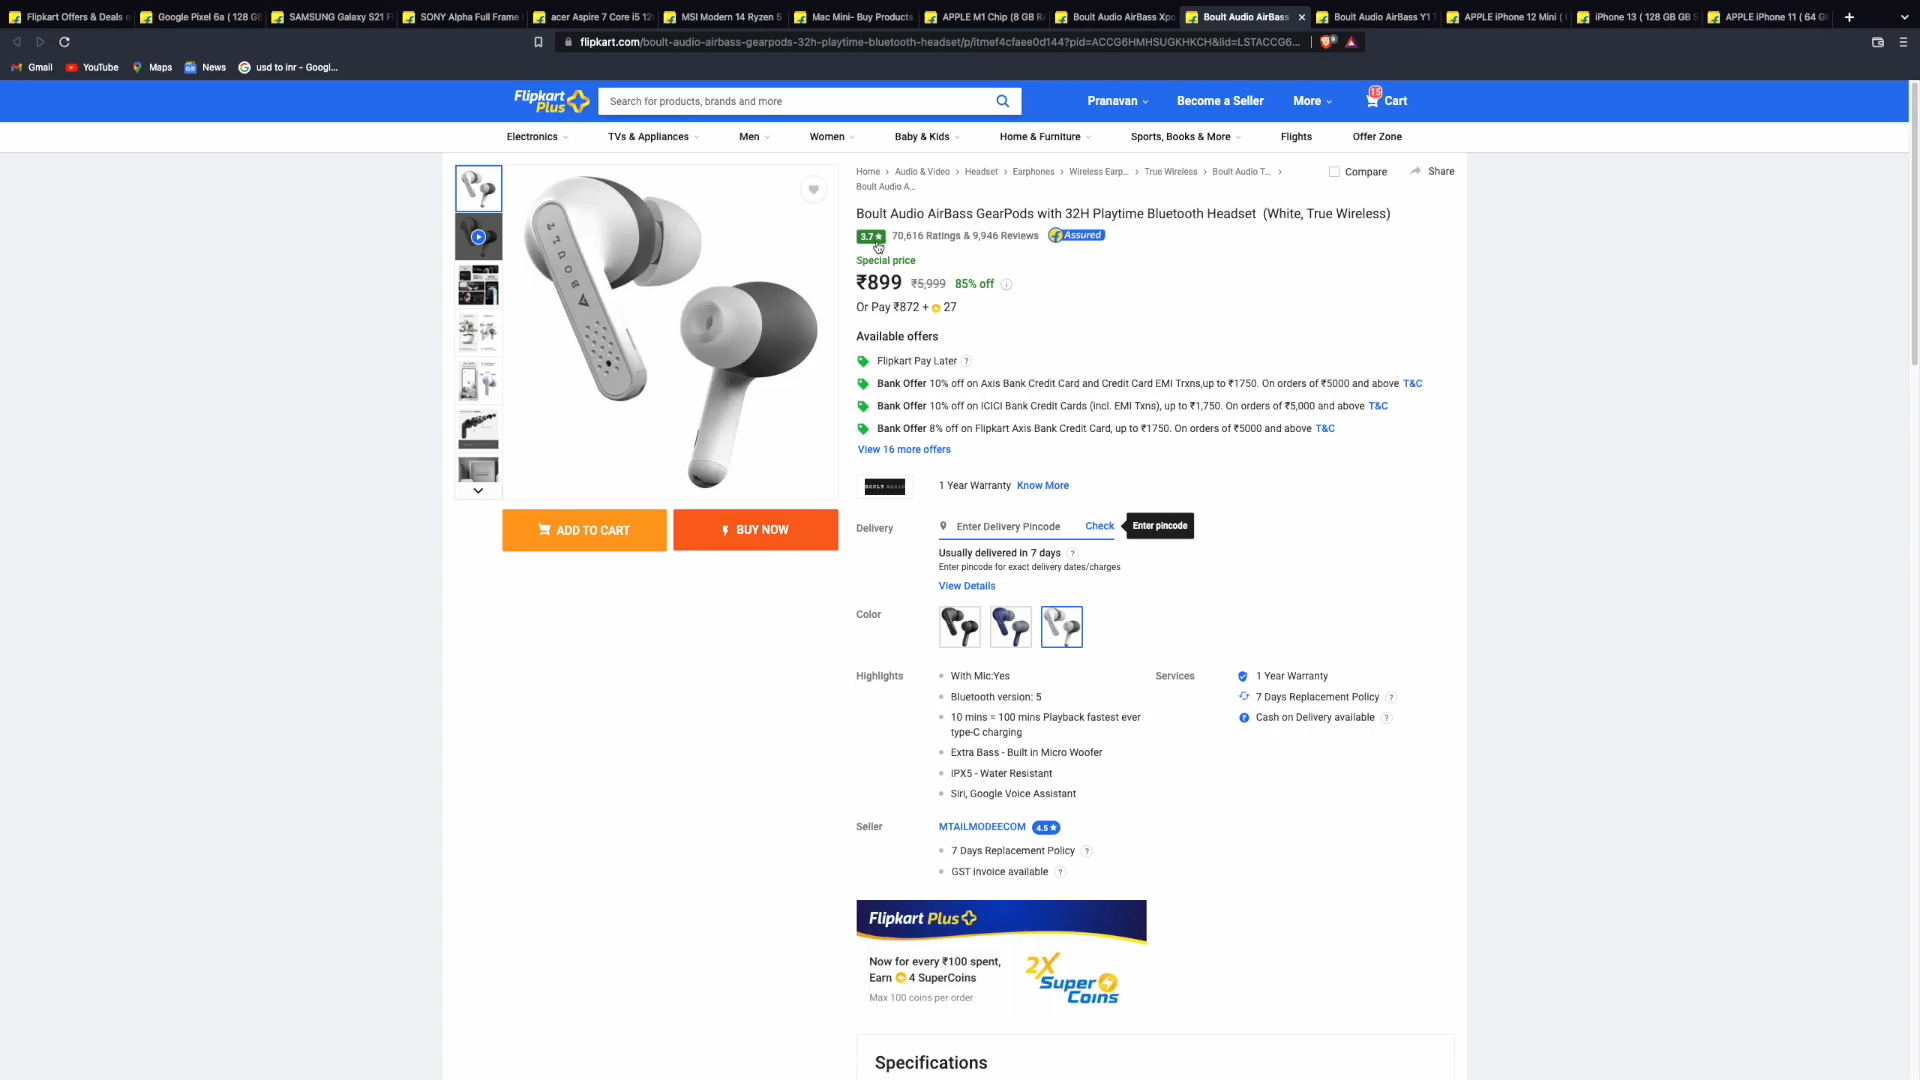 Flipkart Offers & Deals o
Google Pixel 6a ( 128 GB
SAMSUNG Galaxy S21 F
SONY Alpha Full Frame
acer Aspire 7 Core i5 12
MSI Modern 14 Ryzen 5
Mac Mini- Buy Products
APPLE M1 Chip (8 GB R
Boult Audio AirBass Xpo
Boult Audio AirBass
Boult Audio AirBass Y1 T
APPLE iPhone 12 Mini (
iPhone 13 ( 128 GB GB S
APPLE iPhone 11 ( 64 G
flipkart.com/boult-audio-airbass-gearpods-32h-playtime-bluetooth-headset/p/itmef4cfaee0d144?pid=ACCG6HMHSUGKHKCH&lid=LSTACCG6...
Gmail
YouTube
Maps
News
usd to inr - Googl...
Flipkart
Plus
Search for products, brands and more
Pranavan
Become a Seller
More
15
Cart
Electronics
TVs & Appliances
Men
Women
Baby & Kids
Home & Furniture
Sports, Books & More
Flights
Offer Zone
BOULT
Home > Audio & Video > Headset > Earphones > Wireless Earp... > True Wireless > Boult Audio T... >
Boult Audio A...
Compare
Share
Boult Audio AirBass GearPods with 32H Playtime Bluetooth Headset (White, True Wireless)
3.7 ★ 70,616 Ratings & 9,946 Reviews Assured
Special price
₹899 ₹5,999 85% off
Or Pay ₹872 + 27
Available offers
Flipkart Pay Later ?
Bank Offer 10% off on Axis Bank Credit Card and Credit Card EMI Trxns,up to ₹1750. On orders of ₹5000 and above T&C
Bank Offer 10% off on ICICI Bank Credit Cards (incl. EMI Txns), up to ₹1,750. On orders of ₹5,000 and above T&C
Bank Offer 8% off on Flipkart Axis Bank Credit Card, up to ₹1750. On orders of ₹5000 and above T&C
View 16 more offers
BOULT AUDIO
1 Year Warranty Know More
ADD TO CART
BUY NOW
Delivery
Enter Delivery Pincode
Check
Enter pincode
Usually delivered in 7 days ?
Enter pincode for exact delivery dates/charges
View Details
Color
Highlights
With Mic:Yes
Bluetooth version: 5
10 mins = 100 mins Playback fastest ever
type-C charging
Extra Bass - Built in Micro Woofer
IPX5 - Water Resistant
Siri, Google Voice Assistant
Services
1 Year Warranty
7 Days Replacement Policy ?
Cash on Delivery available ?
Seller
MTAILMODEECOM 4.5 ★
7 Days Replacement Policy ?
GST invoice available ?
Flipkart Plus
Now for every ₹100 spent,
Earn 4 SuperCoins
Max 100 coins per order
2X
Super
Coins
Specifications